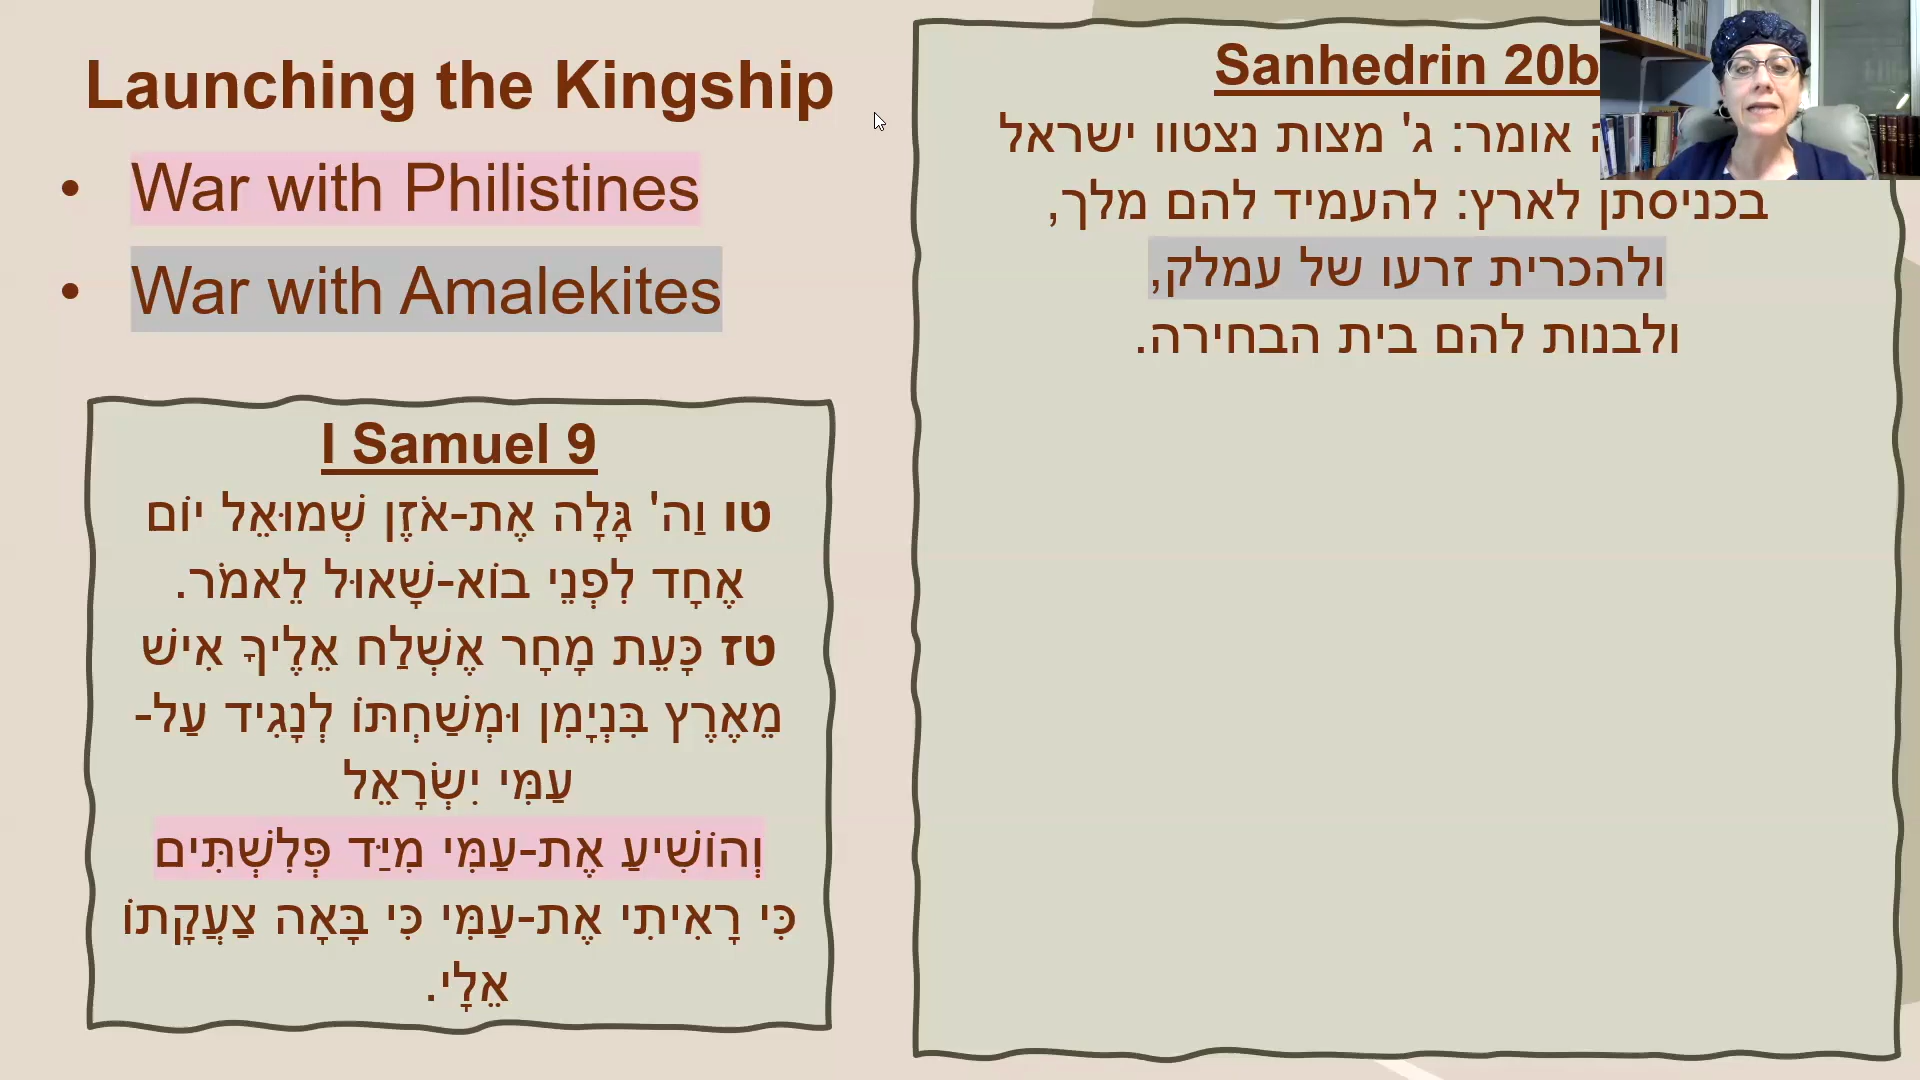 Launching the Kingship
• War with Philistines
• War with Amalekites
I Samuel 9
טו וַה' גָּלָה אֶת-אֹזֶן שְׁמוּאֵל יוֹם
אֶחָד לִפְנֵי בוֹא-שָׁאוּל לֵאמֹר.
טז כָּעֵת מָחָר אֶשְׁלַח אֵלֶיךָ אִישׁ
מֵאֶרֶץ בִּנְיָמִן וּמְשַׁחְתּוֹ לְנָגִיד עַל-
עַמִּי יִשְׂרָאֵל
וְהוֹשִׁיעַ אֶת-עַמִּי מִיַּד פְּלִשְׁתִּים
כִּי רָאִיתִי אֶת-עַמִּי כִּי בָּאָה צַעֲקָתוֹ
אֵלָי.
Sanhedrin 20b
אומר: ג' מצות נצטוו ישראל
בכניסתן לארץ: להעמיד להם מלך,
ולהכרית זרעו של עמלק,
ולבנות להם בית הבחירה.